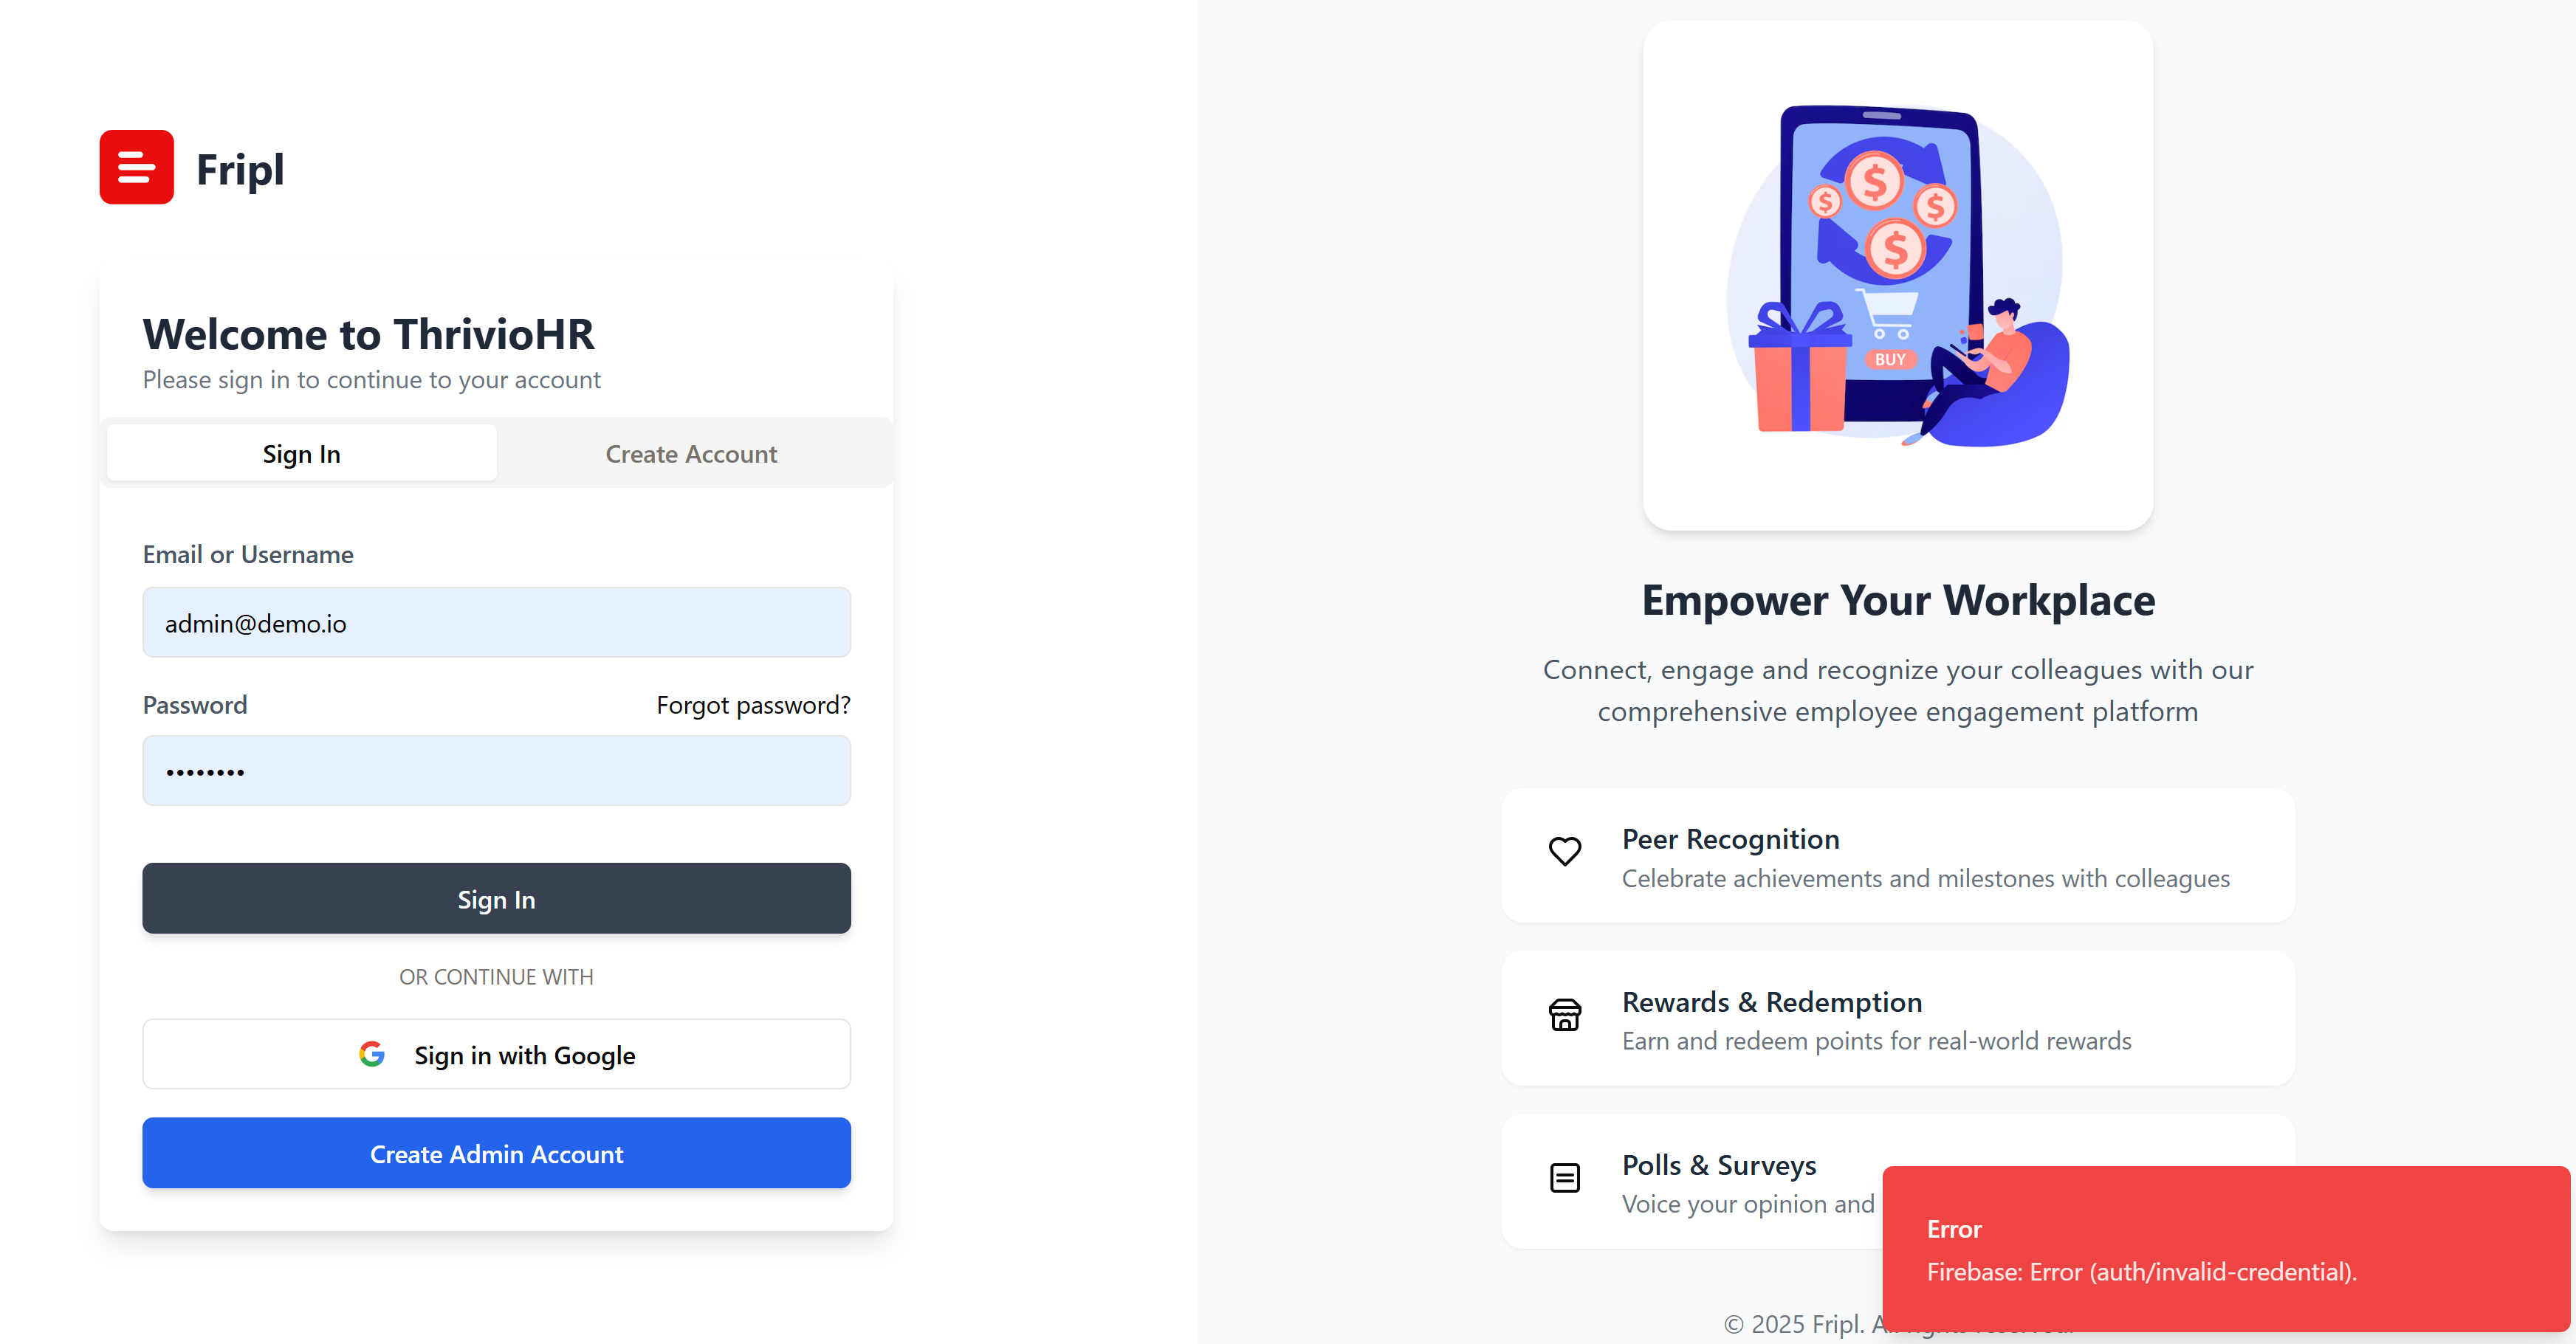 Fripl
Welcome to ThrivioHR
Please sign in to continue to your account
Sign In
Create Account
Email or Username
admin@demo.io
Password
Forgot password?
Sign In
OR CONTINUE WITH
Sign in with Google
Create Admin Account
$
$
$
$
BUY
Empower Your Workplace
Connect, engage and recognize your colleagues with our
comprehensive employee engagement platform
Peer Recognition
Celebrate achievements and milestones with colleagues
Rewards & Redemption
Earn and redeem points for real-world rewards
Polls & Surveys
Voice your opinion and
Error
Firebase: Error (auth/invalid-credential).
© 2025 Fripl.